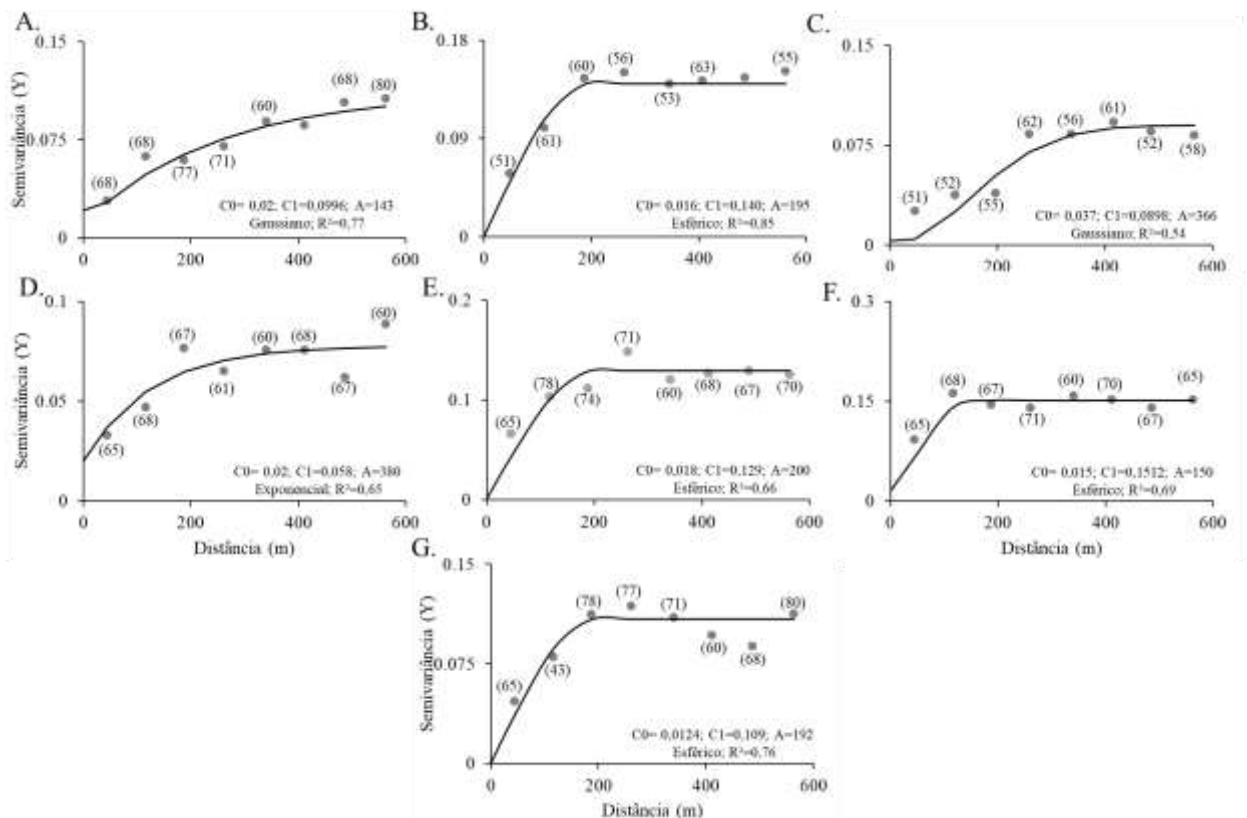 A.
0.15
0.075
0
Semivariância (Y)
(68)
(68)
(77)
(71)
(60)
(68)
(80)
C0= 0,02; C1=0,0996; A=143
Gaussiano; R²=0,77
0 200 400 600
B.
0.18
0.09
0
(51)
(61)
(60)
(56)
(53)
(63)
(55)
C0= 0,016; C1=0,140; A=195
Esférico; R²=0,85
0 200 400 60
C.
0.15
0.075
0
(51)
(52)
(55)
(62)
(56)
(61)
(52)
(58)
C0= 0,037; C1=0,0898; A=366
Gaussiano; R²=0,54
0 200 400 600
D.
0.1
0.05
0
Semivariância (Y)
(65)
(68)
(67)
(61)
(60)
(68)
(67)
(60)
C0= 0,02; C1=0,058; A=380
Exponencial; R²=0,65
0 200 400 600
Distância (m)
E.
0.2
0.1
0
(65)
(78)
(74)
(71)
(60)
(68)
(67)
(70)
C0= 0,018; C1=0,129; A=200
Esférico; R²=0,66
0 200 400 600
F.
0.3
0.15
0
(65)
(68)
(67)
(71)
(60)
(70)
(67)
(65)
C0= 0,015; C1=0,1512; A=150
Esférico; R²=0,69
0 200 400 600
Distância (m)
G.
0.15
0.075
0
Semivariância (Y)
(65)
(43)
(78)
(77)
(71)
(60)
(68)
(80)
C0= 0,0124; C1=0,109; A=192
Esférico; R²=0,76
0 200 400 600